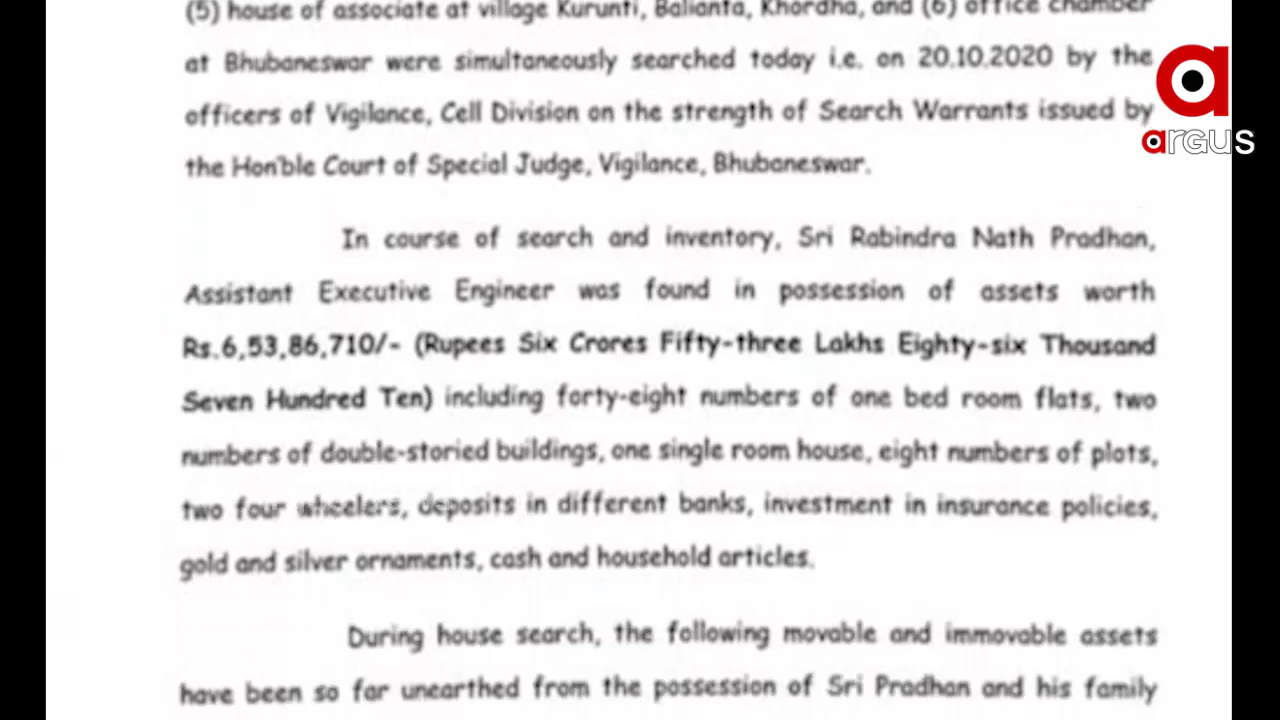 (5) house of associate at village Kurunti, Balianta, Khordha, and (6) office chamber
at Bhubaneswar were simultaneously searched today i.e. on 20.10.2020 by the
officers of Vigilance, Cell Division on the strength of Search Warrants issued by
the Hon'ble Court of Special Judge, Vigilance, Bhubaneswar.
In course of search and inventory, Sri Rabindra Nath Pradhan,
Assistant Executive Engineer was found in possession of assets worth
Rs.6,53,86,710/- (Rupees Six Crores Fifty-three Lakhs Eighty-six Thousand
Seven Hundred Ten) including forty-eight numbers of one bed room flats, two
numbers of double-storied buildings, one single room house, eight numbers of plots,
two four wheelers, deposits in different banks, investment in insurance policies,
gold and silver ornaments, cash and household articles.
During house search, the following movable and immovable assets
have been so far unearthed from the possession of Sri Pradhan and his family
a
argus